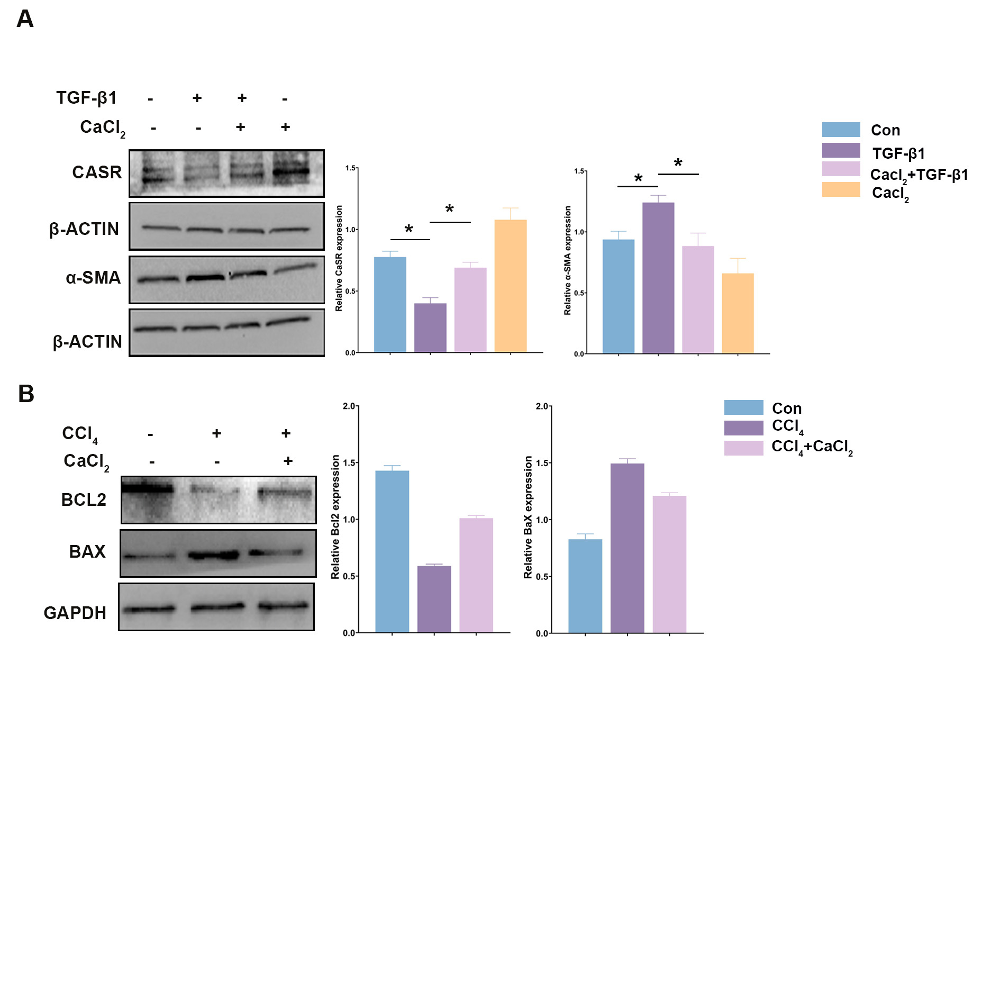 A
TGF-β1 - + + -
CaCl2 - - + +
CASR
β-ACTIN
α-SMA
β-ACTIN
Relative CaSR expression
1.5
1.0
0.5
0.0
*
*
Relative α-SMA expression
1.5
1.0
0.5
0.0
*
*
Con
TGF-β1
Cacl2+TGF-β1
Cacl2
B
CCl4 - + +
CaCl2 - - +
BCL2
BAX
GAPDH
Relative Bcl2 expression
2.0
1.5
1.0
0.5
0.0
Relative BaX expression
2.0
1.5
1.0
0.5
0.0
Con
CCl4
CCl4+CaCl2